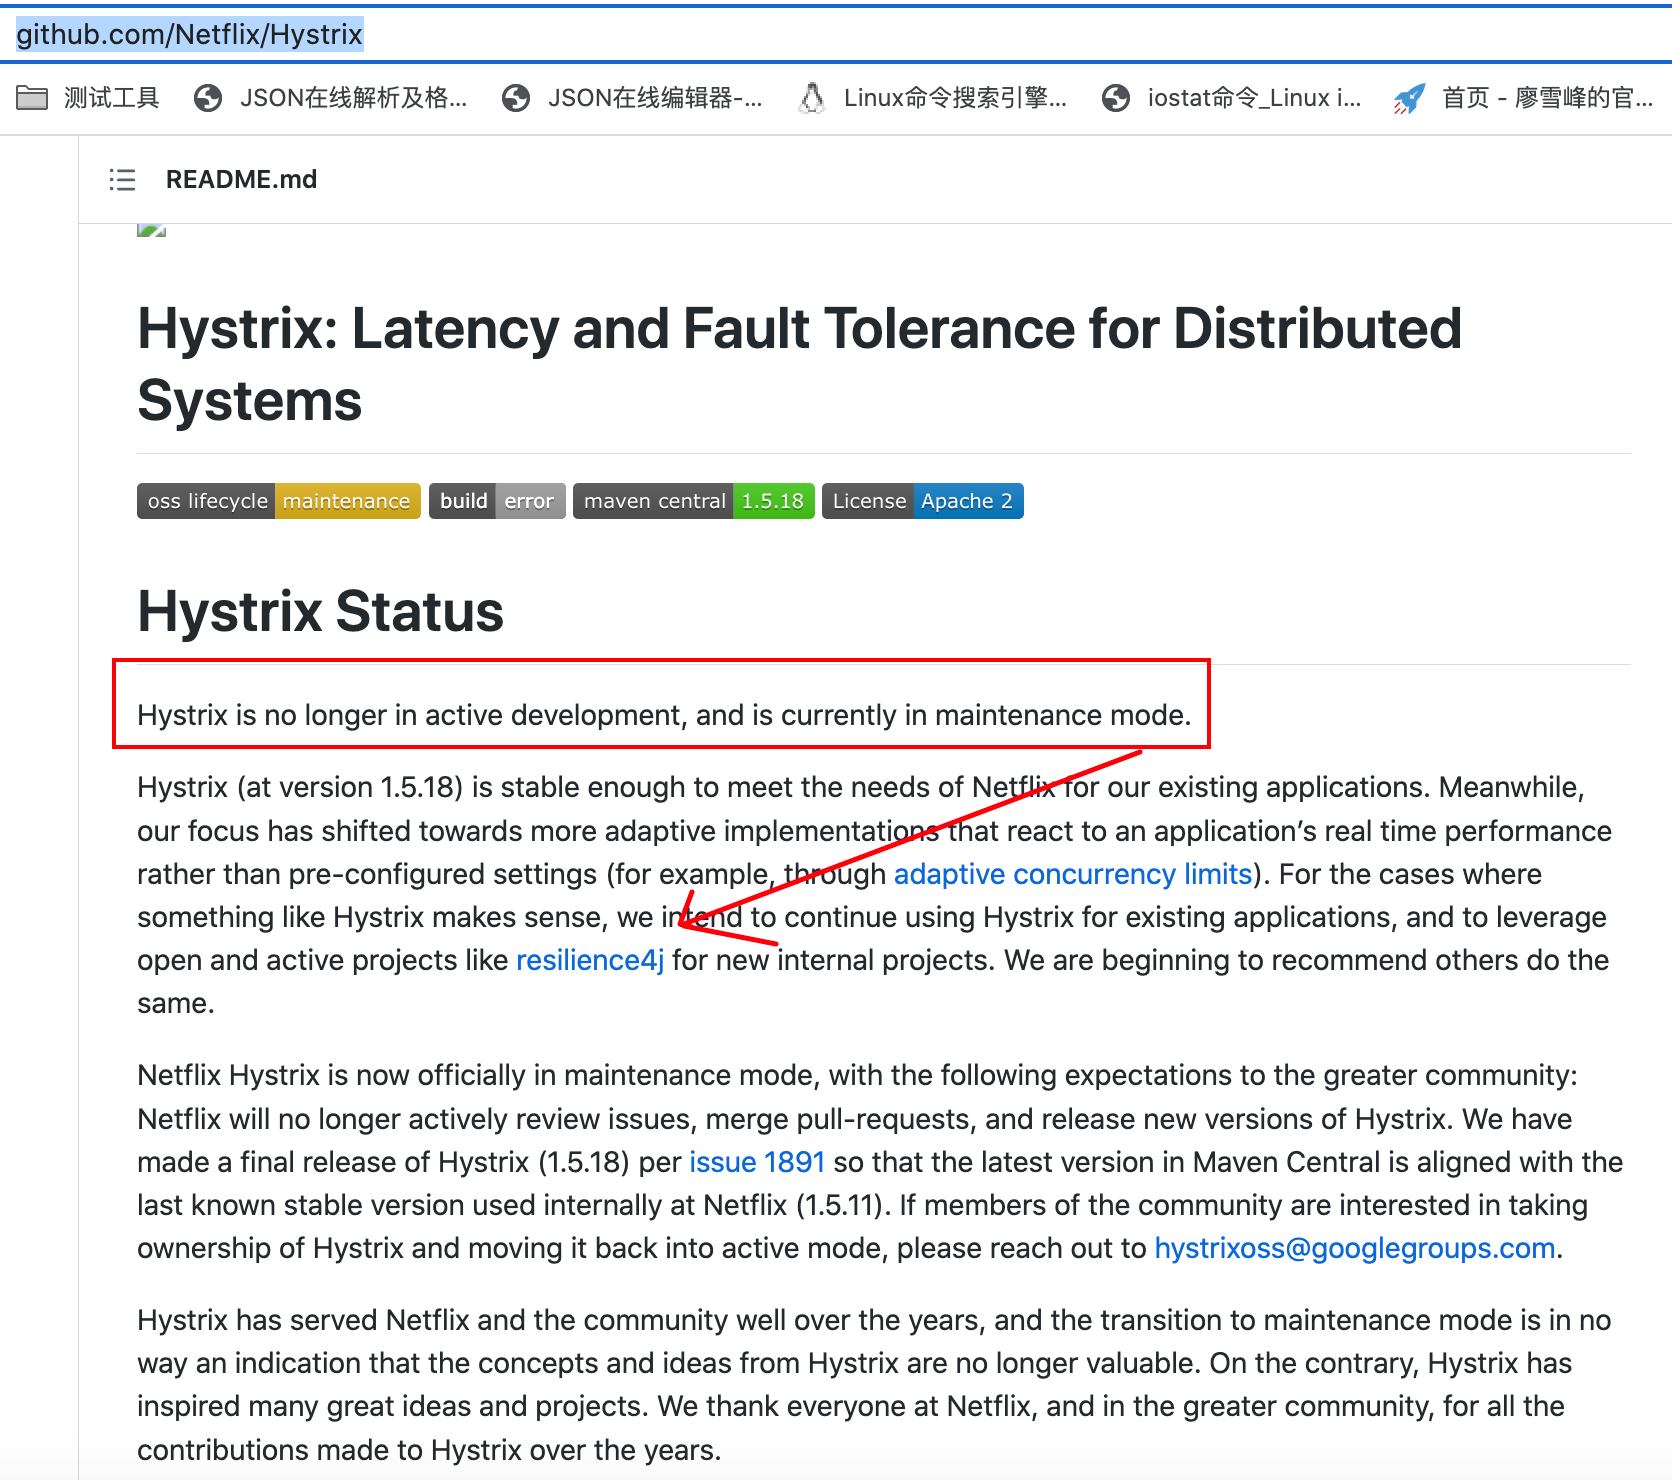 github.com/Netflix/Hystrix
测试工具 JSON在线解析及格... JSON在线编辑器-... Linux命令搜索引擎... iostat命令_Linux i... 首页 - 廖雪峰的官...
README.md
Hystrix: Latency and Fault Tolerance for Distributed
Systems
oss lifecycle maintenance build error maven central 1.5.18 License Apache 2
Hystrix Status
Hystrix is no longer in active development, and is currently in maintenance mode.
Hystrix (at version 1.5.18) is stable enough to meet the needs of Netflix for our existing applications. Meanwhile,
our focus has shifted towards more adaptive implementations that react to an application’s real time performance
rather than pre-configured settings (for example, through adaptive concurrency limits). For the cases where
something like Hystrix makes sense, we intend to continue using Hystrix for existing applications, and to leverage
open and active projects like resilience4j for new internal projects. We are beginning to recommend others do the
same.
Netflix Hystrix is now officially in maintenance mode, with the following expectations to the greater community:
Netflix will no longer actively review issues, merge pull-requests, and release new versions of Hystrix. We have
made a final release of Hystrix (1.5.18) per issue 1891 so that the latest version in Maven Central is aligned with the
last known stable version used internally at Netflix (1.5.11). If members of the community are interested in taking
ownership of Hystrix and moving it back into active mode, please reach out to hystrixoss@googlegroups.com.
Hystrix has served Netflix and the community well over the years, and the transition to maintenance mode is in no
way an indication that the concepts and ideas from Hystrix are no longer valuable. On the contrary, Hystrix has
inspired many great ideas and projects. We thank everyone at Netflix, and in the greater community, for all the
contributions made to Hystrix over the years.